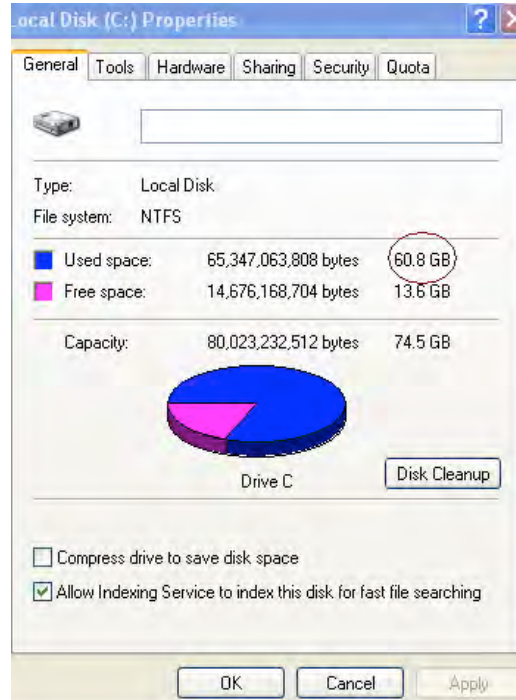 ocal Disk (C:) Properties
General Tools Hardware Sharing Security Quota
Type: Local Disk
File system: NTFS
Used space: 65,347,063,808 bytes 60.8 GB
Free space: 14,676,168,704 bytes 13.6 GB
Capacity: 80,023,232,512 bytes 74.5 GB
Drive C
Disk Cleanup
Compress drive to save disk space
Allow Indexing Service to index this disk for fast file searching
OK Cancel Apply